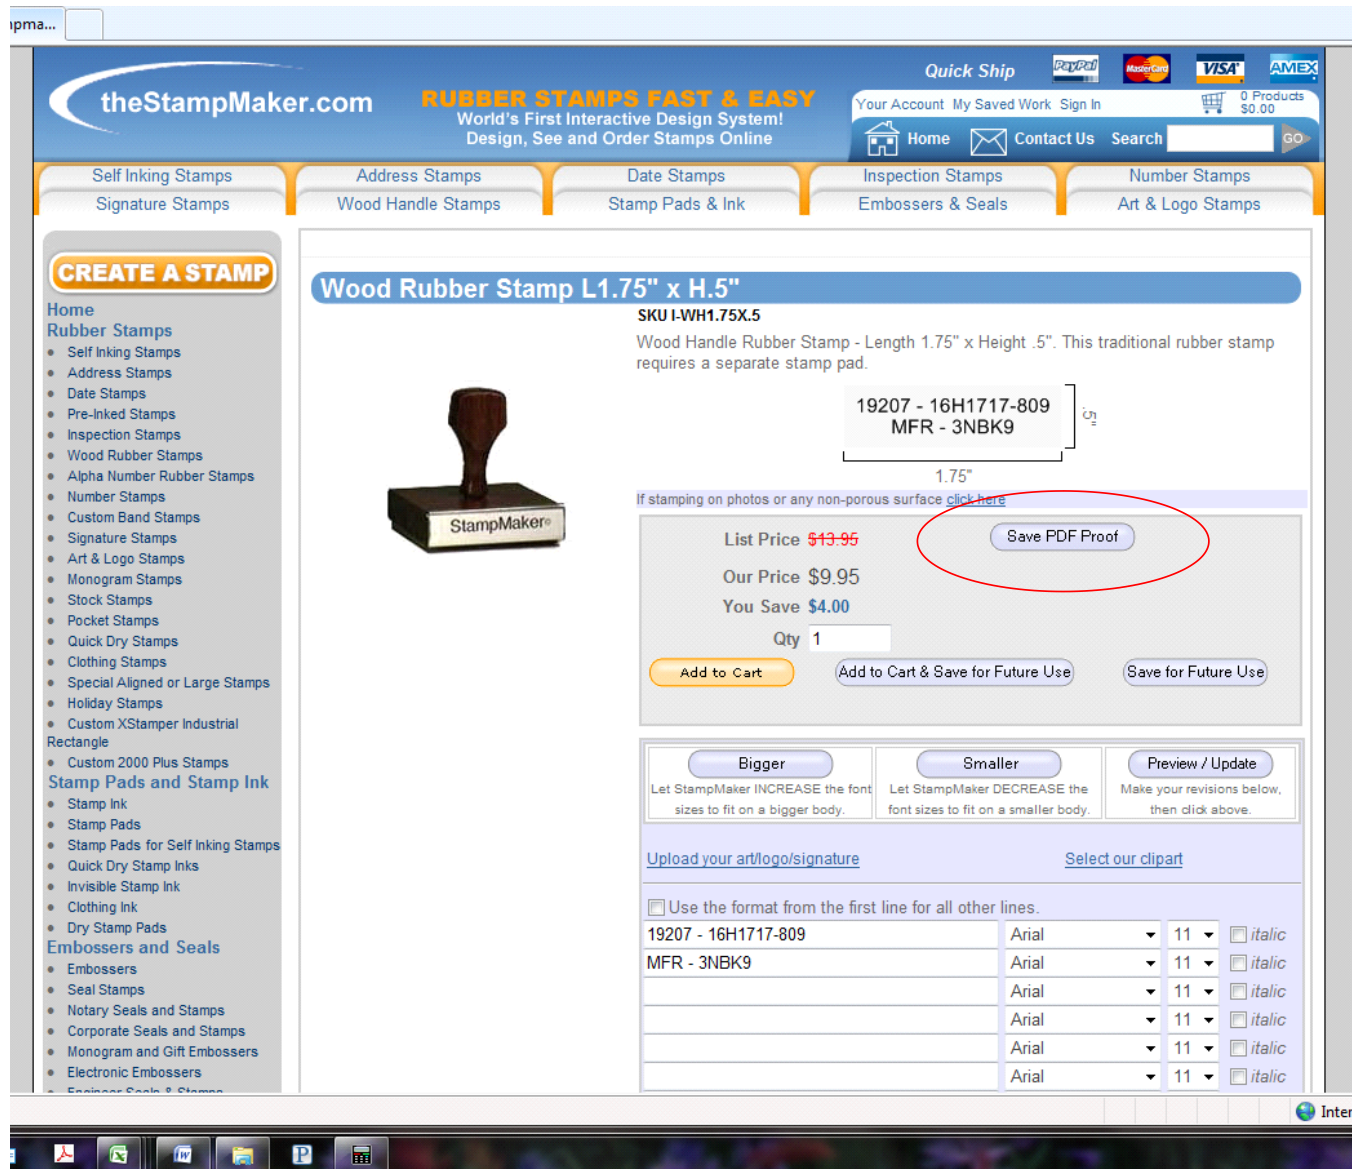 pma...
Quick Ship PayPal MasterCard VISA AMEX
theStampMaker.com
RUBBER STAMPS FAST & EASY
World's First Interactive Design System!
Design, See and Order Stamps Online
Your Account My Saved Work Sign In
0 Products
$0.00
Home Contact Us Search GO
Self Inking Stamps Address Stamps Date Stamps Inspection Stamps Number Stamps
Signature Stamps Wood Handle Stamps Stamp Pads & Ink Embossers & Seals Art & Logo Stamps
CREATE A STAMP
Home
Rubber Stamps
Self Inking Stamps
Address Stamps
Date Stamps
Pre-Inked Stamps
Inspection Stamps
Wood Rubber Stamps
Alpha Number Rubber Stamps
Number Stamps
Custom Band Stamps
Signature Stamps
Art & Logo Stamps
Monogram Stamps
Stock Stamps
Pocket Stamps
Quick Dry Stamps
Clothing Stamps
Special Aligned or Large Stamps
Holiday Stamps
Custom XStamper Industrial
Rectangle
Custom 2000 Plus Stamps
Stamp Pads and Stamp Ink
Stamp Ink
Stamp Pads
Stamp Pads for Self Inking Stamps
Quick Dry Stamp Inks
Invisible Stamp Ink
Clothing Ink
Dry Stamp Pads
Embossers and Seals
Embossers
Seal Stamps
Notary Seals and Stamps
Corporate Seals and Stamps
Monogram and Gift Embossers
Electronic Embossers
Engineer Seals & Stamps
Wood Rubber Stamp L1.75" x H.5"
SKU I-WH1.75X.5
Wood Handle Rubber Stamp - Length 1.75" x Height .5". This traditional rubber stamp
requires a separate stamp pad.
StampMaker®
19207 - 16H1717-809
MFR - 3NBK9
.5"
1.75"
If stamping on photos or any non-porous surface click here
List Price $13.95
Save PDF Proof
Our Price $9.95
You Save $4.00
Qty 1
Add to Cart Add to Cart & Save for Future Use Save for Future Use
Bigger Smaller Preview / Update
Let StampMaker INCREASE the font
sizes to fit on a bigger body.
Let StampMaker DECREASE the
font sizes to fit on a smaller body.
Make your revisions below,
then click above.
Upload your art/logo/signature Select our clipart
Use the format from the first line for all other lines.
19207 - 16H1717-809 Arial 11 italic
MFR - 3NBK9 Arial 11 italic
Arial 11 italic
Arial 11 italic
Arial 11 italic
Arial 11 italic
Inter